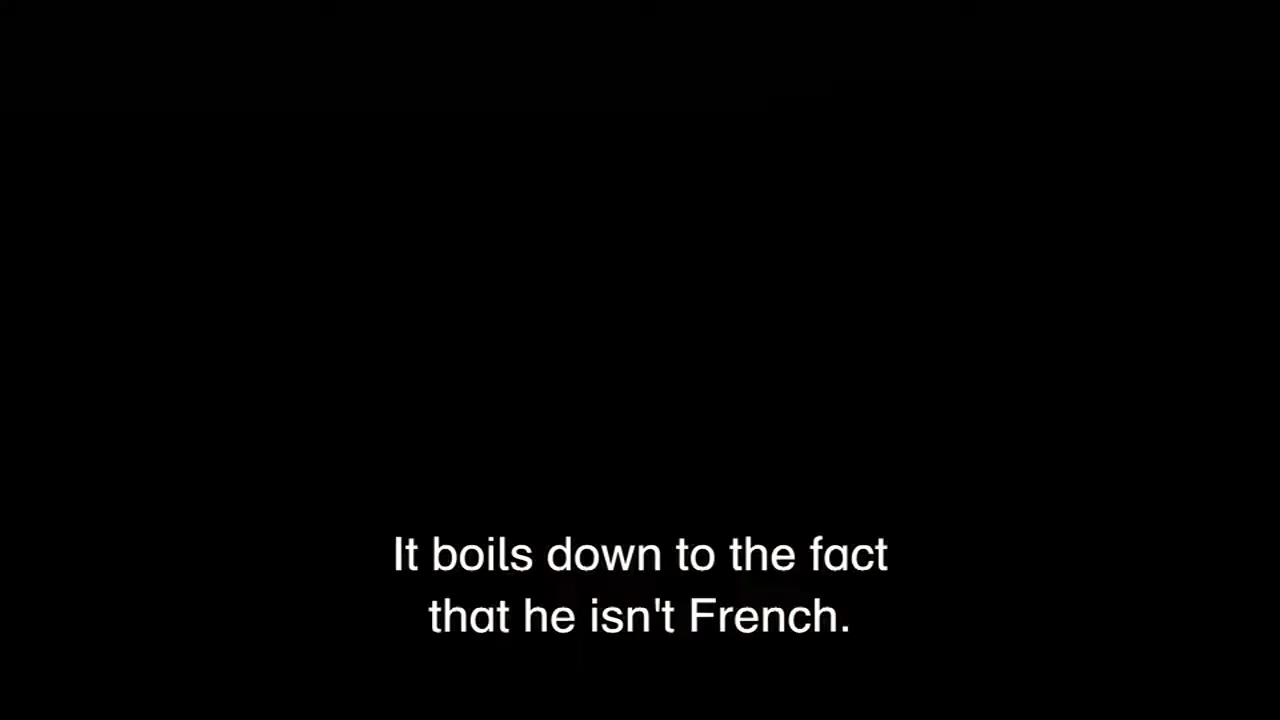 It boils down to the fact
that he isn't French.